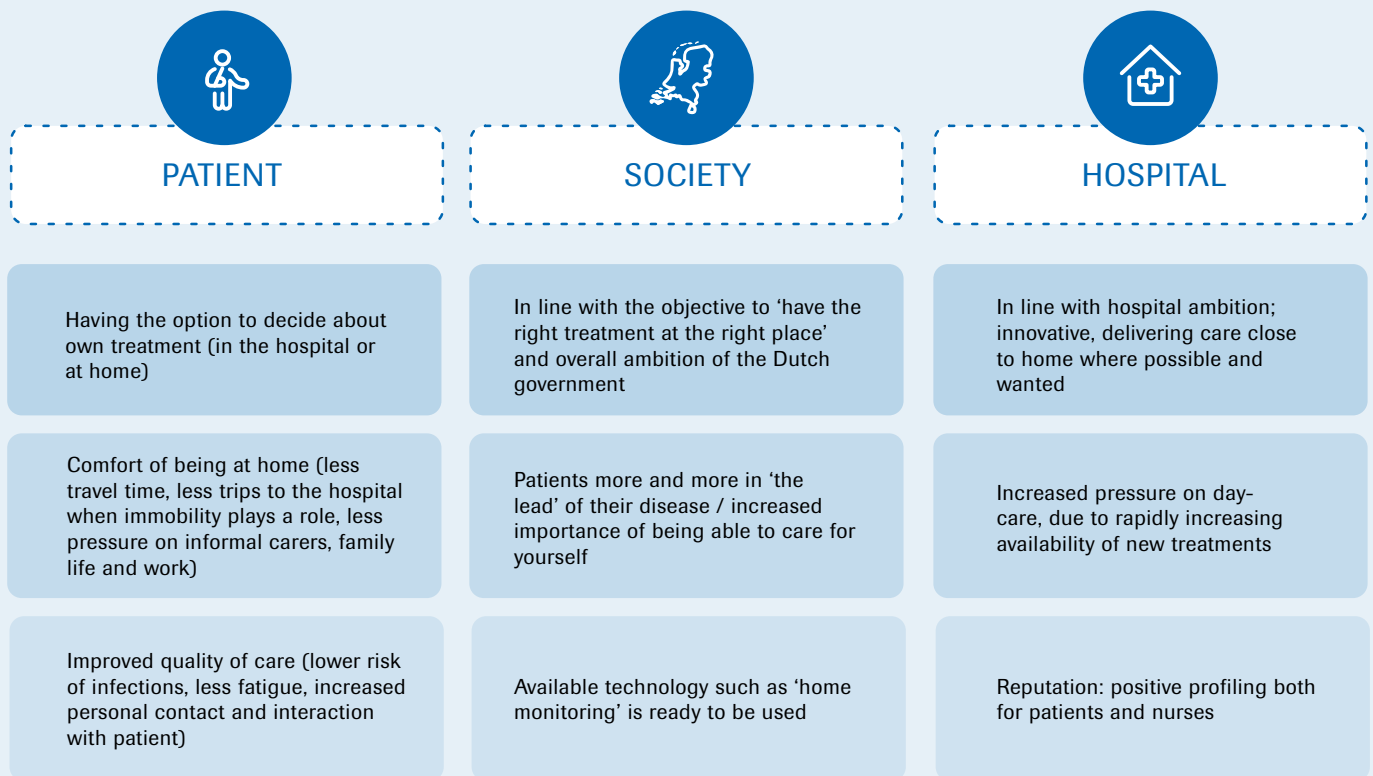 PATIENT
SOCIETY
HOSPITAL
Having the option to decide about
own treatment (in the hospital or
at home)
In line with the objective to ‘have the
right treatment at the right place’
and overall ambition of the Dutch
government
In line with hospital ambition;
innovative, delivering care close
to home where possible and
wanted
Comfort of being at home (less
travel time, less trips to the hospital
when immobility plays a role, less
pressure on informal carers, family
life and work)
Patients more and more in ‘the
lead’ of their disease / increased
importance of being able to care for
yourself
Increased pressure on day-
care, due to rapidly increasing
availability of new treatments
Improved quality of care (lower risk
of infections, less fatigue, increased
personal contact and interaction
with patient)
Available technology such as ‘home
monitoring’ is ready to be used
Reputation: positive profiling both
for patients and nurses